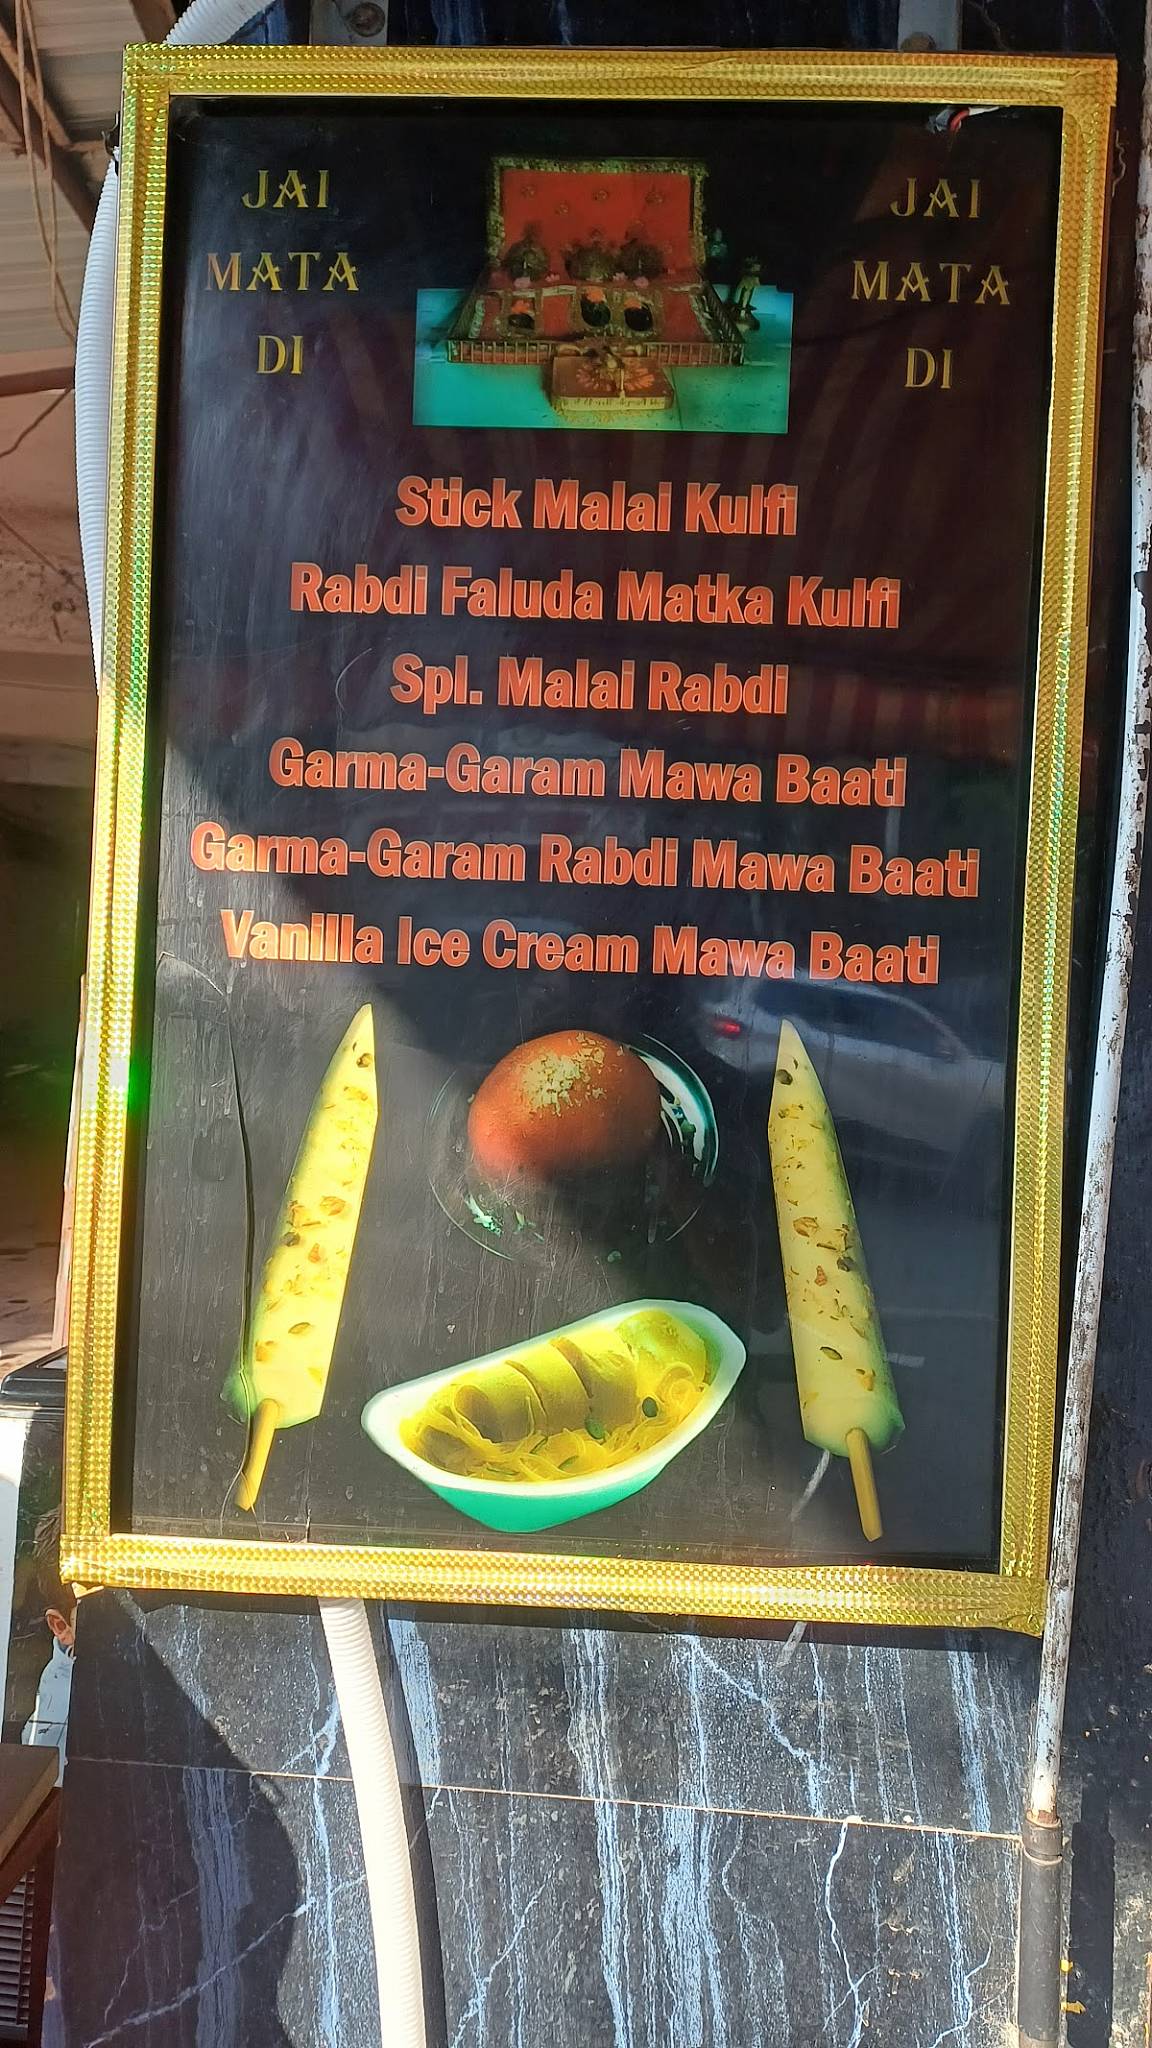 JAI
MATA
DI
JAI
MATA
DI
Stick Malai Kulfi
Rabdi Faluda Matka Kulfi
Spl. Malai Rabdi
Garma-Garam Mawa Baati
Garma-Garam Rabdi Mawa Baati
Vanilla Ice Cream Mawa Baati